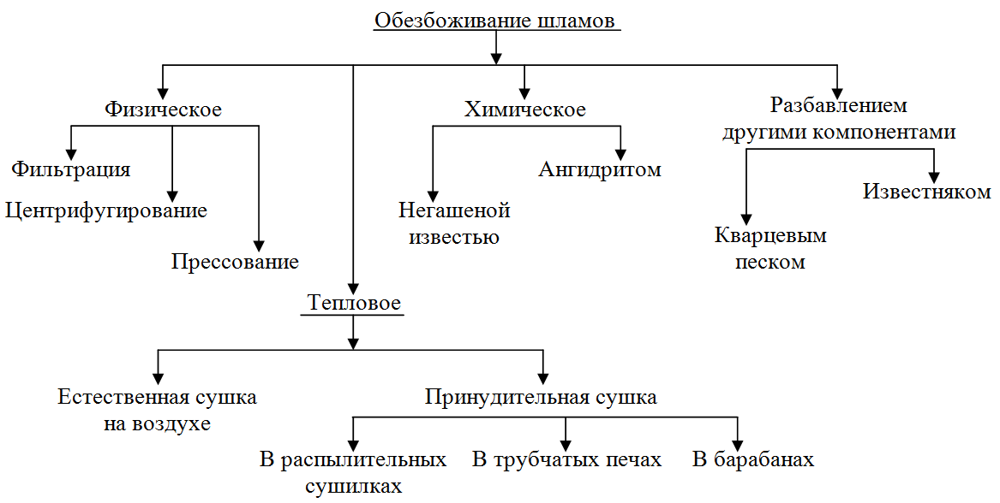 Обезбоживание шламов
Физическое
Химическое
Разбавлением
другими компонентами
Фильтрация
Центрифугирование
Прессование
Негашеной
известью
Ангидритом
Кварцевым
песком
Известняком
Тепловое
Естественная сушка
на воздухе
Принудительная сушка
В распылительных
сушилках
В трубчатых печах
В барабанах